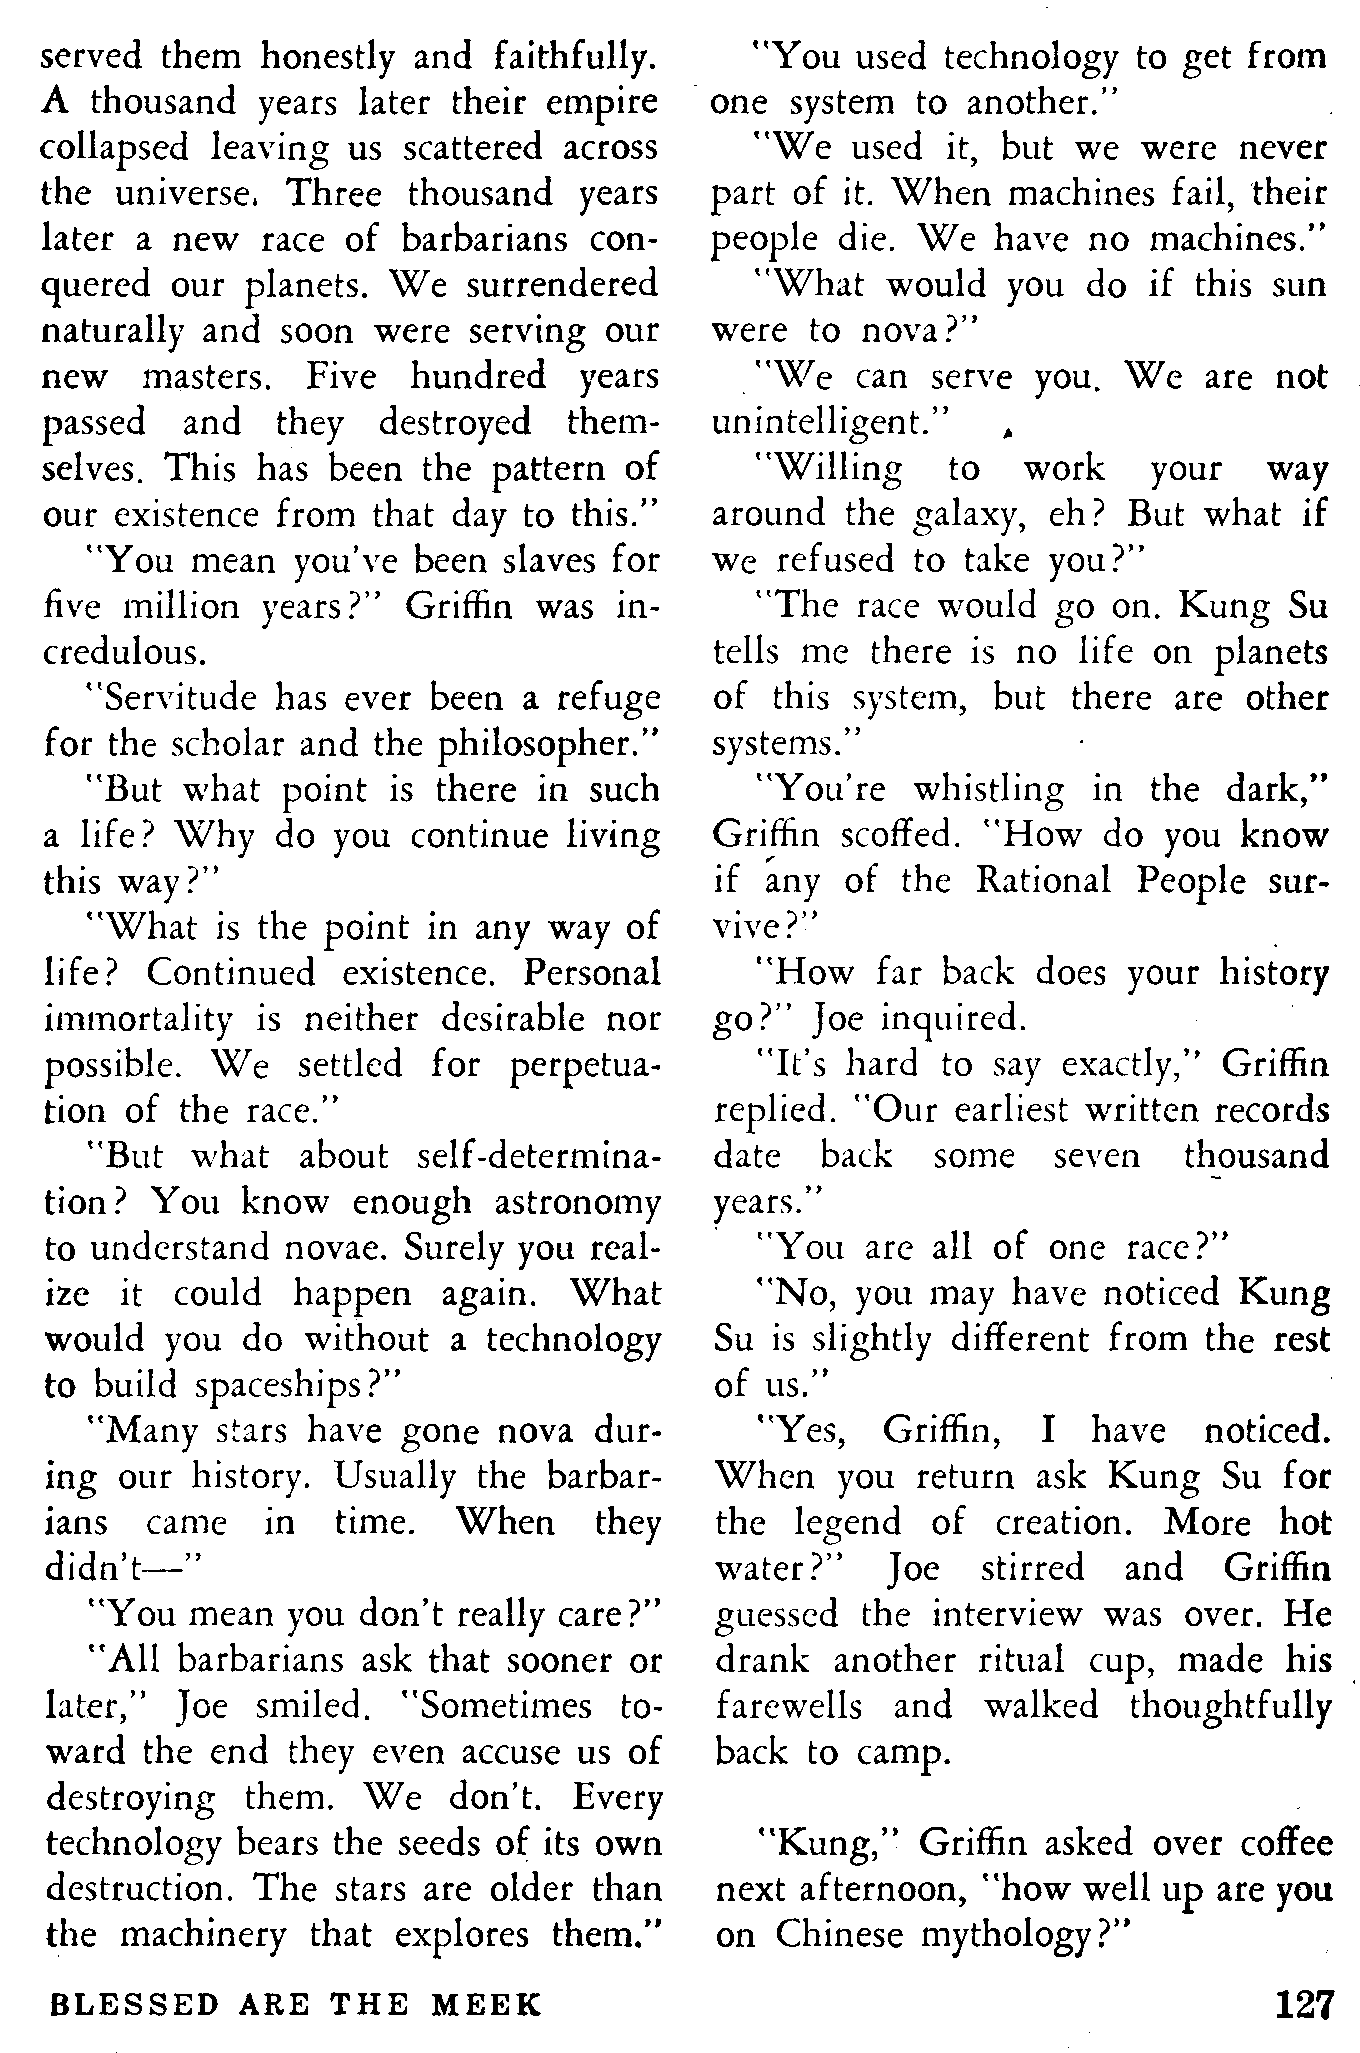 served them honestly and faithfully.
A thousand years later their empire
collapsed leaving us scattered across
the universe. Three thousand years
later a new race of barbarians con-
quered our planets. We surrendered
naturally and soon were serving our
new masters. Five hundred years
passed and they destroyed them-
selves. This has been the pattern of
our existence from that day to this."
"You mean you've been slaves for
five million years?" Griffin was in-
credulous.
"Servitude has ever been a refuge
for the scholar and the philosopher."
"But what point is there in such
a life? Why do you continue living
this way?"
"What is the point in any way of
life? Continued existence. Personal
immortality is neither desirable nor
possible. We settled for perpetua-
tion of the race."
"But what about self-determina-
tion? You know enough astronomy
to understand novae. Surely you real-
ize it could happen again. What
would you do without a technology
to build spaceships?"
"Many stars have gone nova dur-
ing our history. Usually the barbar-
ians came in time. When they
didn't—"
"You mean you don't really care?"
"All barbarians ask that sooner or
later," Joe smiled. "Sometimes to-
ward the end they even accuse us of
destroying them. We don't. Every
technology bears the seeds of its own
destruction. The stars are older than
the machinery that explores them."
"You used technology to get from
one system to another."
"We used it, but we were never
part of it. When machines fail, their
people die. We have no machines."
"What would you do if this sun
were to nova?"
"We can serve you. We are not
unintelligent."
"Willing to work your way
around the galaxy, eh? But what if
we refused to take you?"
"The race would go on. Kung Su
tells me there is no life on planets
of this system, but there are other
systems."
"You're whistling in the dark,"
Griffin scoffed. "How do you know
if any of the Rational People sur-
vive?"
"How far back does your history
go?" Joe inquired.
"It's hard to say exactly," Griffin
replied. "Our earliest written records
date back some seven thousand
years."
"You are all of one race?"
"No, you may have noticed Kung
Su is slightly different from the rest
of us."
"Yes, Griffin, I have noticed.
When you return ask Kung Su for
the legend of creation. More hot
water?" Joe stirred and Griffin
guessed the interview was over. He
drank another ritual cup, made his
farewells and walked thoughtfully
back to camp.
"Kung," Griffin asked over coffee
next afternoon, "how well up are you
on Chinese mythology?"
BLESSED ARE THE MEEK
127